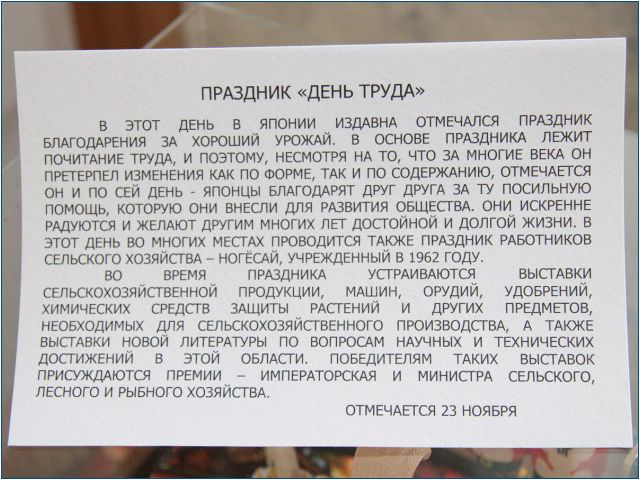 ПРАЗДНИК «ДЕНЬ ТРУДА»
В ЭТОТ ДЕНЬ В ЯПОНИИ ИЗДАВНА ОТМЕЧАЛСЯ ПРАЗДНИК
БЛАГОДАРЕНИЯ ЗА ХОРОШИЙ УРОЖАЙ. В ОСНОВЕ ПРАЗДНИКА ЛЕЖИТ
ПОЧИТАНИЕ ТРУДА, И ПОЭТОМУ, НЕСМОТРЯ НА ТО, ЧТО ЗА МНОГИЕ ВЕКА ОН
ПРЕТЕРПЕЛ ИЗМЕНЕНИЯ КАК ПО ФОРМЕ, ТАК И ПО СОДЕРЖАНИЮ, ОТМЕЧАЕТСЯ
ОН И ПО СЕЙ ДЕНЬ - ЯПОНЦЫ БЛАГОДАРЯТ ДРУГ ДРУГА ЗА ТУ ПОСИЛЬНУЮ
ПОМОЩЬ, КОТОРУЮ ОНИ ВНЕСЛИ ДЛЯ РАЗВИТИЯ ОБЩЕСТВА. ОНИ ИСКРЕННЕ
РАДУЮТСЯ И ЖЕЛАЮТ ДРУГИМ МНОГИХ ЛЕТ ДОСТОЙНОЙ И ДОЛГОЙ ЖИЗНИ. В
ЭТОТ ДЕНЬ ВО МНОГИХ МЕСТАХ ПРОВОДИТСЯ ТАКЖЕ ПРАЗДНИК РАБОТНИКОВ
СЕЛЬСКОГО ХОЗЯЙСТВА – НОГЁСАЙ, УЧРЕЖДЕННЫЙ В 1962 ГОДУ.
ВО ВРЕМЯ ПРАЗДНИКА УСТРАИВАЮТСЯ ВЫСТАВКИ
СЕЛЬСКОХОЗЯЙСТВЕННОЙ ПРОДУКЦИИ, МАШИН, ОРУДИЙ, УДОБРЕНИЙ,
ХИМИЧЕСКИХ СРЕДСТВ ЗАЩИТЫ РАСТЕНИЙ И ДРУГИХ ПРЕДМЕТОВ,
НЕОБХОДИМЫХ ДЛЯ СЕЛЬСКОХОЗЯЙСТВЕННОГО ПРОИЗВОДСТВА, А ТАКЖЕ
ВЫСТАВКИ НОВОЙ ЛИТЕРАТУРЫ ПО ВОПРОСАМ НАУЧНЫХ И ТЕХНИЧЕСКИХ
ДОСТИЖЕНИЙ В ЭТОЙ ОБЛАСТИ. ПОБЕДИТЕЛЯМ ТАКИХ ВЫСТАВОК
ПРИСУЖДАЮТСЯ ПРЕМИИ – ИМПЕРАТОРСКАЯ И МИНИСТРА СЕЛЬСКОГО,
ЛЕСНОГО И РЫБНОГО ХОЗЯЙСТВА.
ОТМЕЧАЕТСЯ 23 НОЯБРЯ